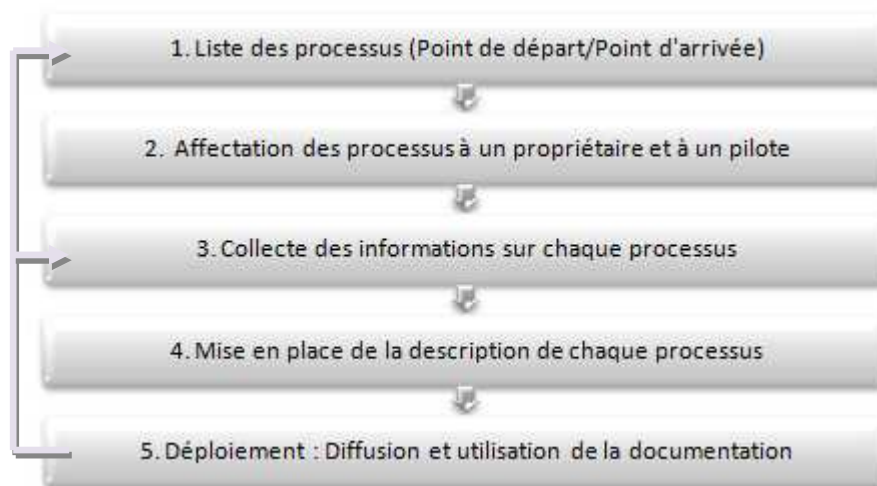 1. Liste des processus (Point de départ/Point d'arrivée)
2. Affectation des processus à un propriétaire et à un pilote
3. Collecte des informations sur chaque processus
4. Mise en place de la description de chaque processus
5. Déploiement : Diffusion et utilisation de la documentation